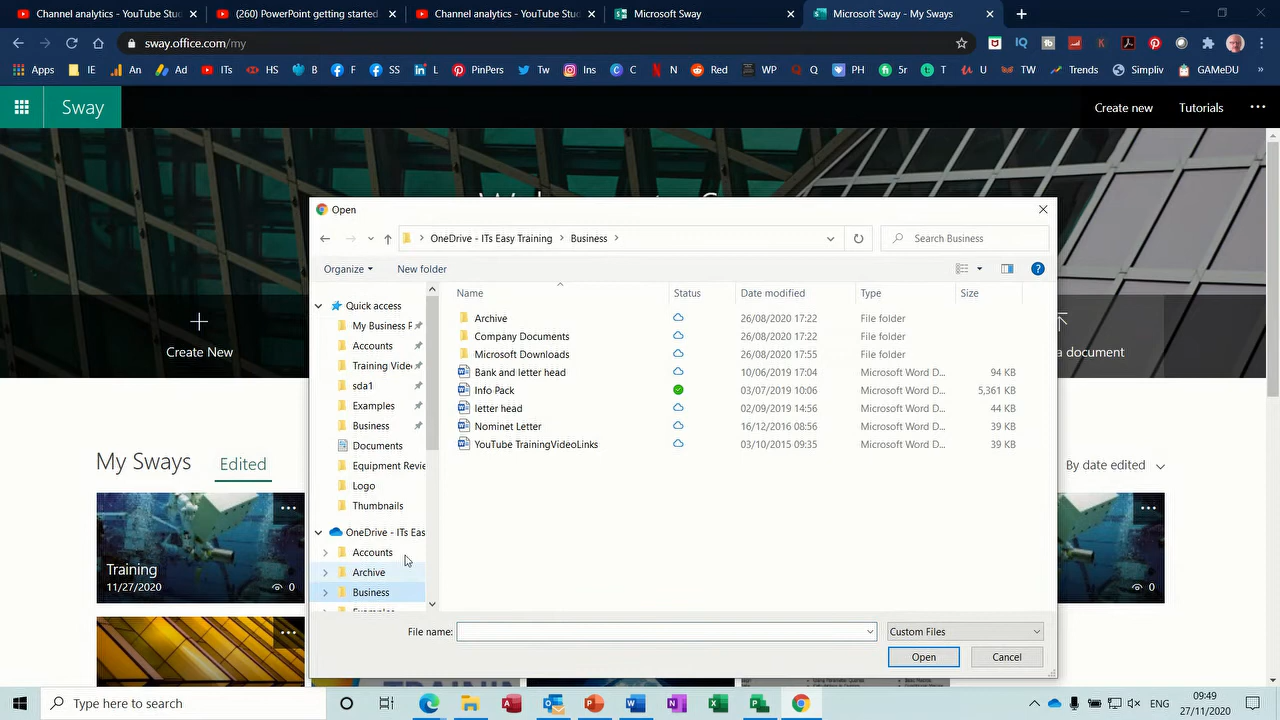 Channel analytics - YouTube Stud
(260) PowerPoint getting started
Channel analytics - YouTube Stud
Microsoft Sway
Microsoft Sway - My Sways
sway.office.com/my
Apps
IE
An
Ad
ITs
HS
B
F
SS
L
PinPers
Tw
Ins
C
N
Red
WP
Q
PH
5r
T
U
TW
Trends
Simpliv
GAMeDU
»
Sway
Create new
Tutorials
Open
OneDrive - ITs Easy Training > Business >
Search Business
Organize
New folder
Name Status Date modified Type Size
Archive 26/08/2020 17:22 File folder
Company Documents 26/08/2020 17:22 File folder
Microsoft Downloads 26/08/2020 17:55 File folder
Bank and letter head 10/06/2019 17:04 Microsoft Word D... 94 KB
Info Pack 03/07/2019 10:06 Microsoft Word D... 5,361 KB
letter head 02/09/2019 14:56 Microsoft Word D... 44 KB
Nominet Letter 16/12/2016 08:56 Microsoft Word D... 39 KB
YouTube TrainingVideoLinks 03/10/2015 09:35 Microsoft Word D... 39 KB
Quick access
My Business F
Accounts
Training Vide
sda1
Examples
Business
Documents
Equipment Revie
Logo
Thumbnails
OneDrive - ITs Eas
Accounts
Archive
Business
Examples
File name:
Custom Files
Open
Cancel
Create New
a document
My Sways
Edited
By date edited
Training
11/27/2020
0
0
Type here to search
ENG
09:49
27/11/2020